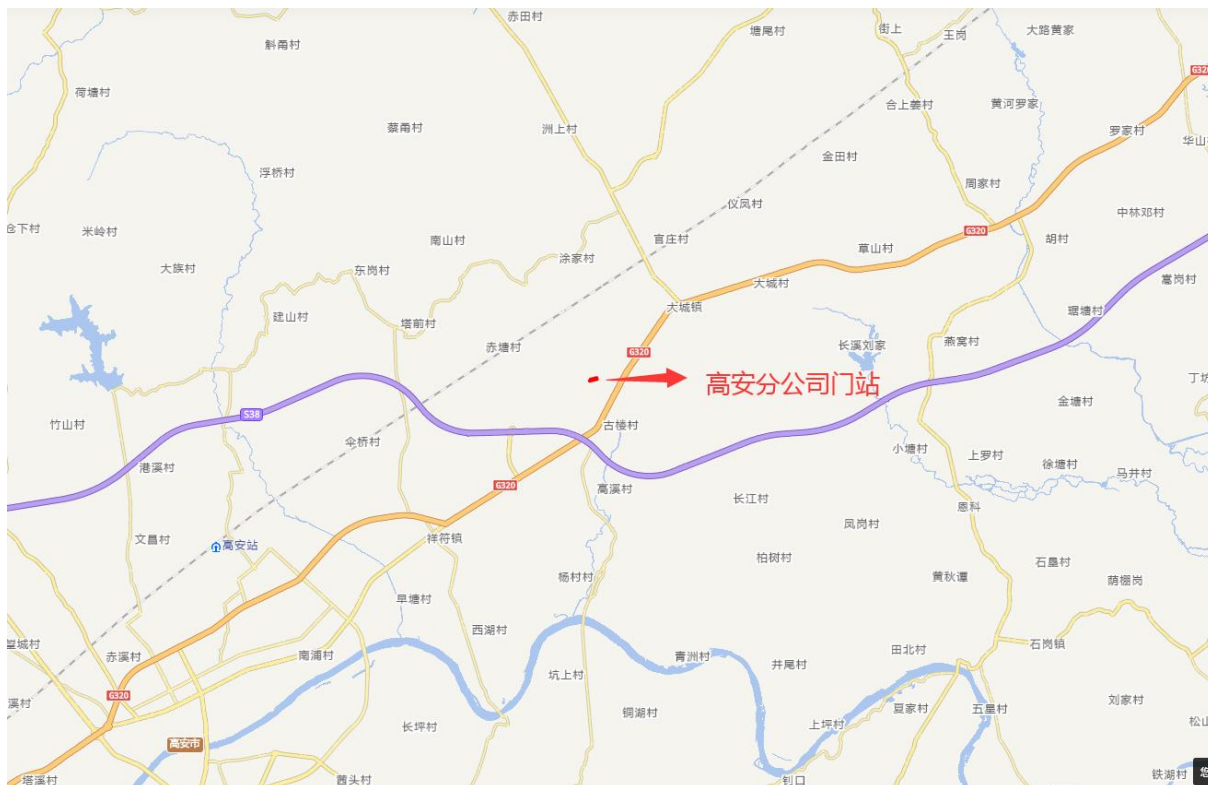 赤田村
街上
王岗
大路黄家
斛甬村
塘尾村
G320
荷塘村
合上姜村
黄河罗家
蔡甬村
洲上村
罗家村
华山
金田村
浮桥村
周家村
仪凤村
中林邓村
仓下村
米岭村
南山村
官庄村
G320
胡村
草山村
大族村
东岗村
涂家村
大城村
嵩岗村
建山村
塔前村
大城镇
琚塘村
赤塘村
G320
长溪刘家
燕窝村
高安分公司门站
丁坊
金塘村
S38
竹山村
古楼村
伞桥村
小塘村
上罗村
徐塘村
马井村
港溪村
G320
高溪村
长江村
恩科
凤岗村
文昌村
高安站
祥符镇
柏树村
石垦村
杨村村
黄秋谭
荫棚岗
旱塘村
西湖村
石岗镇
赤溪村
南浦村
青洲村
井尾村
田北村
坑上村
G320
溪村
长坪村
铜湖村
上坪村
夏家村
五星村
刘家村
松山
高安市
塔溪村
茜头村
钊口
铁湖村
您